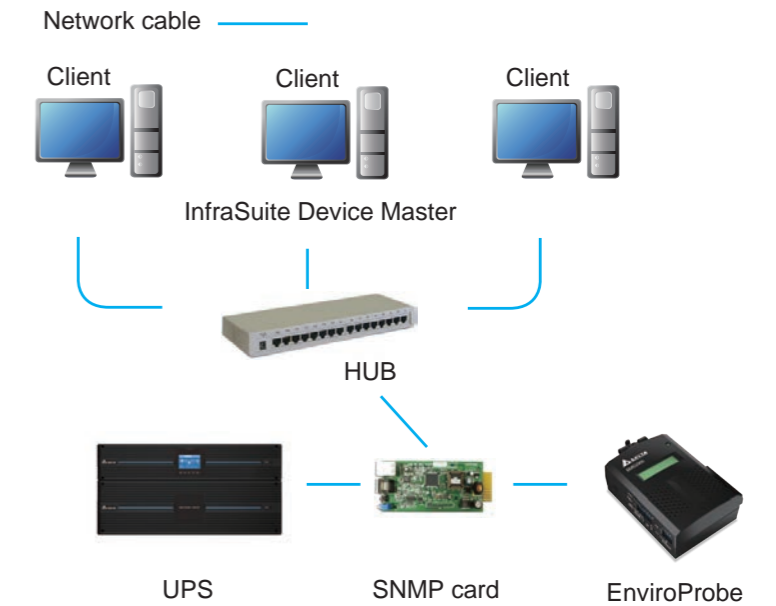 Network cable
Client
Client
Client
InfraSuite Device Master
HUB
UPS
SNMP card
EnviroProbe